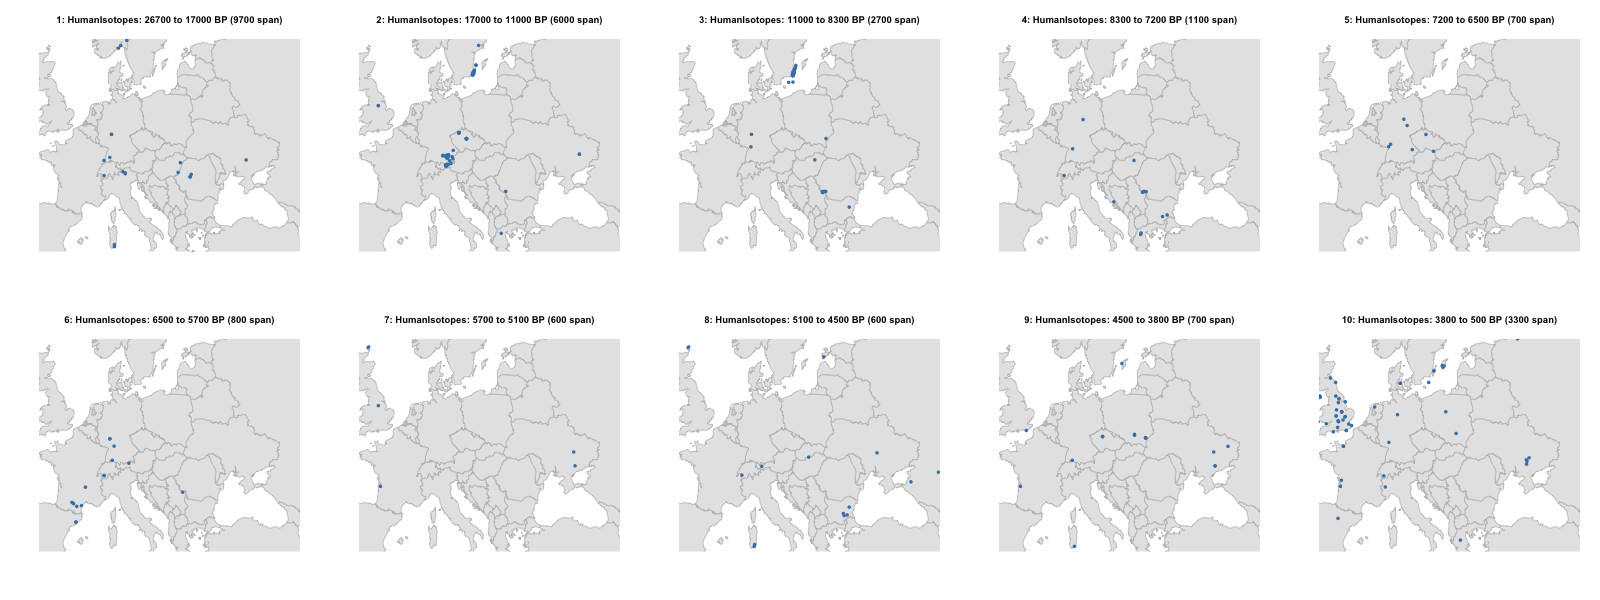 1: HumanIsotopes: 26700 to 17000 BP (9700 span)
2: HumanIsotopes: 17000 to 11000 BP (6000 span)
3: HumanIsotopes: 11000 to 8300 BP (2700 span)
4: HumanIsotopes: 8300 to 7200 BP (1100 span)
5: HumanIsotopes: 7200 to 6500 BP (700 span)
6: HumanIsotopes: 6500 to 5700 BP (800 span)
7: HumanIsotopes: 5700 to 5100 BP (600 span)
8: HumanIsotopes: 5100 to 4500 BP (600 span)
9: HumanIsotopes: 4500 to 3800 BP (700 span)
10: HumanIsotopes: 3800 to 500 BP (3300 span)